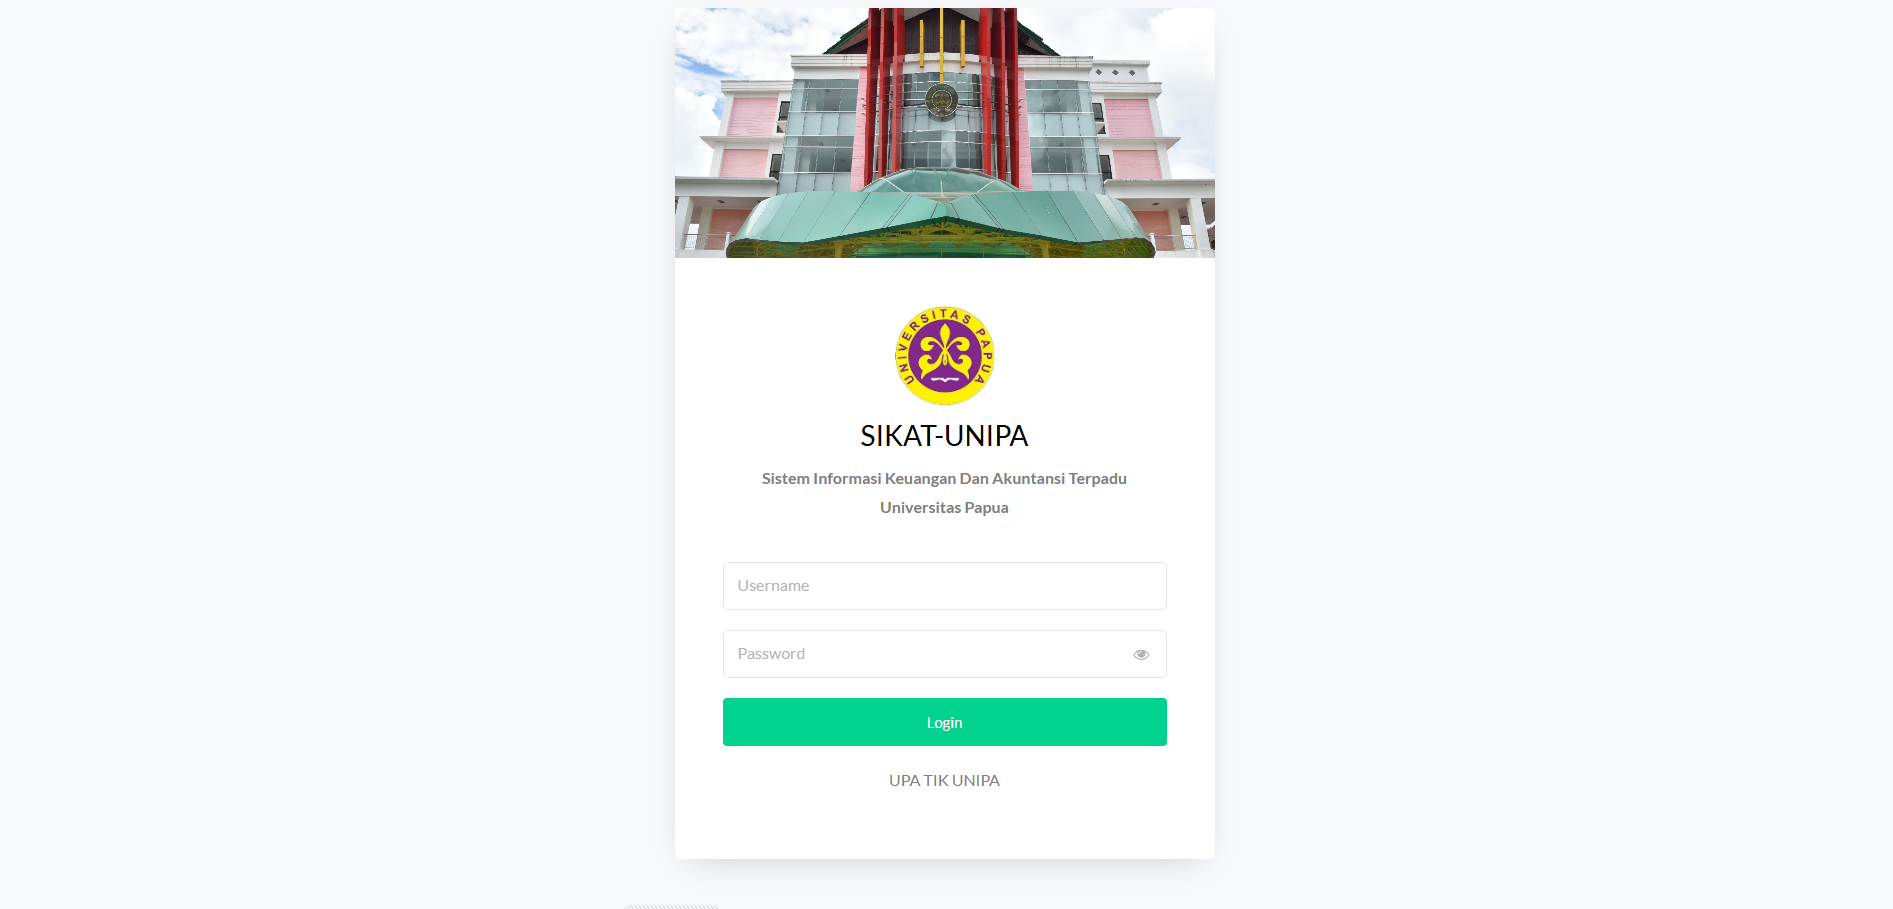 UNIVERSITAS PAPUA
SIKAT-UNIPA
Sistem Informasi Keuangan Dan Akuntansi Terpadu
Universitas Papua
Username
Password
Login
UPA TIK UNIPA